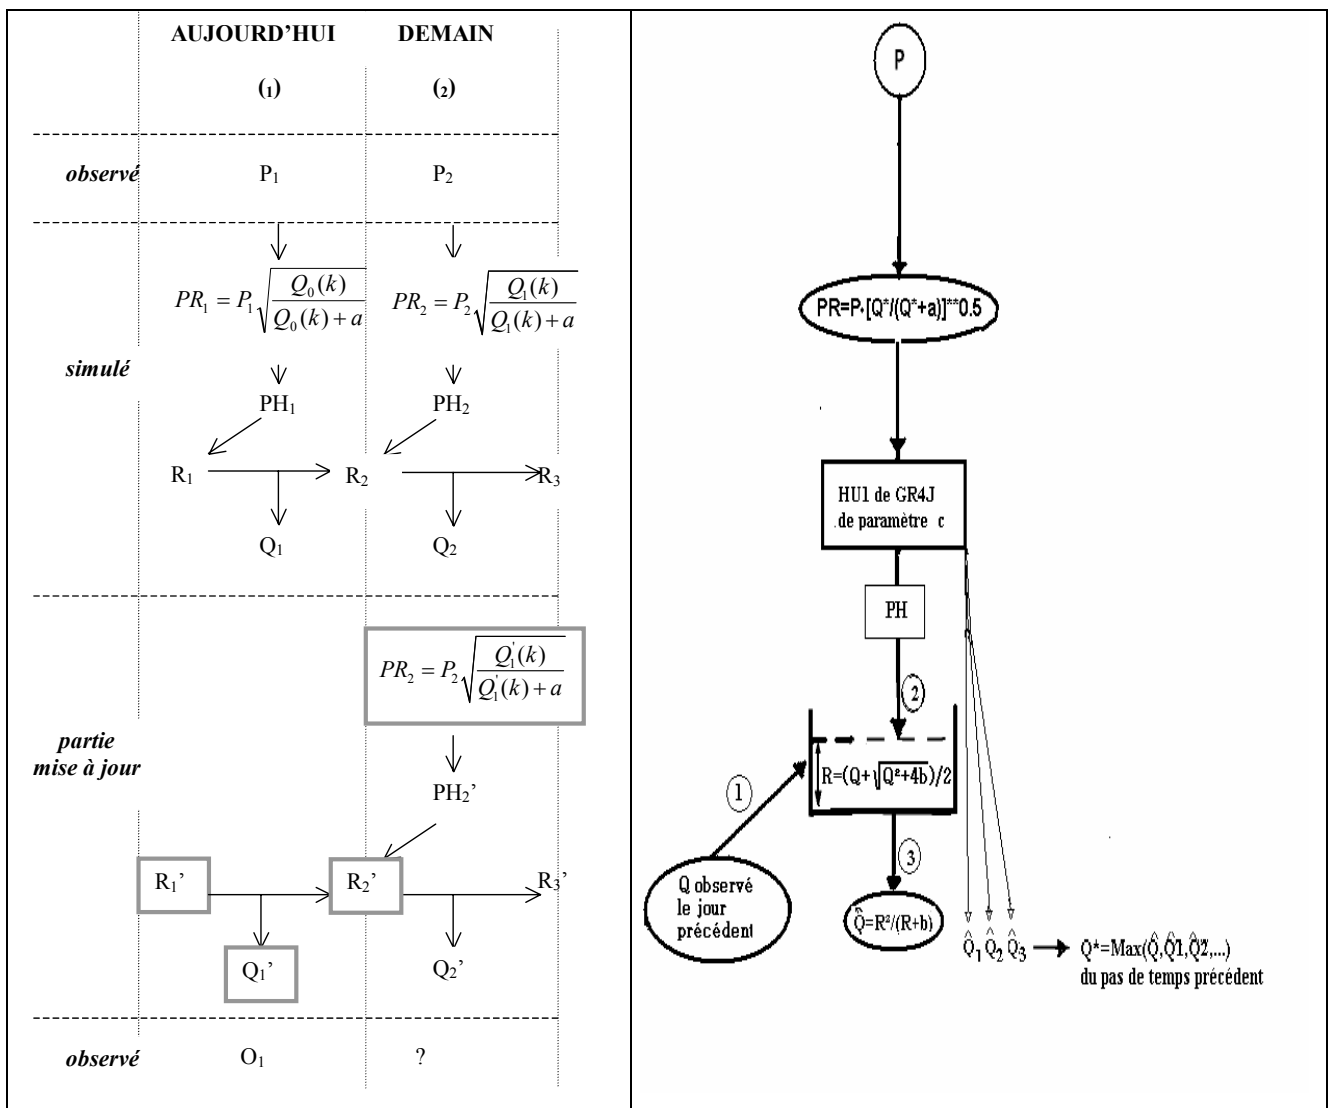 AUJOURD'HUI DEMAIN
(₁) (₂)
observé P₁ P₂
PR₁ = P₁√(Q₀(k)/(Q₀(k) + a)) PR₂ = P₂√(Q₁(k)/(Q₁(k) + a))
simulé
PH₁ PH₂
R₁ R₂ R₃
Q₁ Q₂
PR₂ = P₂√(Q₁'(k)/(Q₁'(k) + a))
partie
mise à jour
PH₂'
R₁' R₂' R₃'
Q₁' Q₂'
observé O₁ ?
P
PR=P·[Q*/(Q*+a)]**0.5
HU1 de GR4J
de paramètre c
PH
2
R=(Q+√(Q²+4b))/2
1
3
Q observé
le jour
précédent
Q̂=R²/(R+b)
Q̂₁ Q̂₂ Q̂₃
Q*=Max(Q̂,Q̂1,Q̂2,...)
du pas de temps précédent